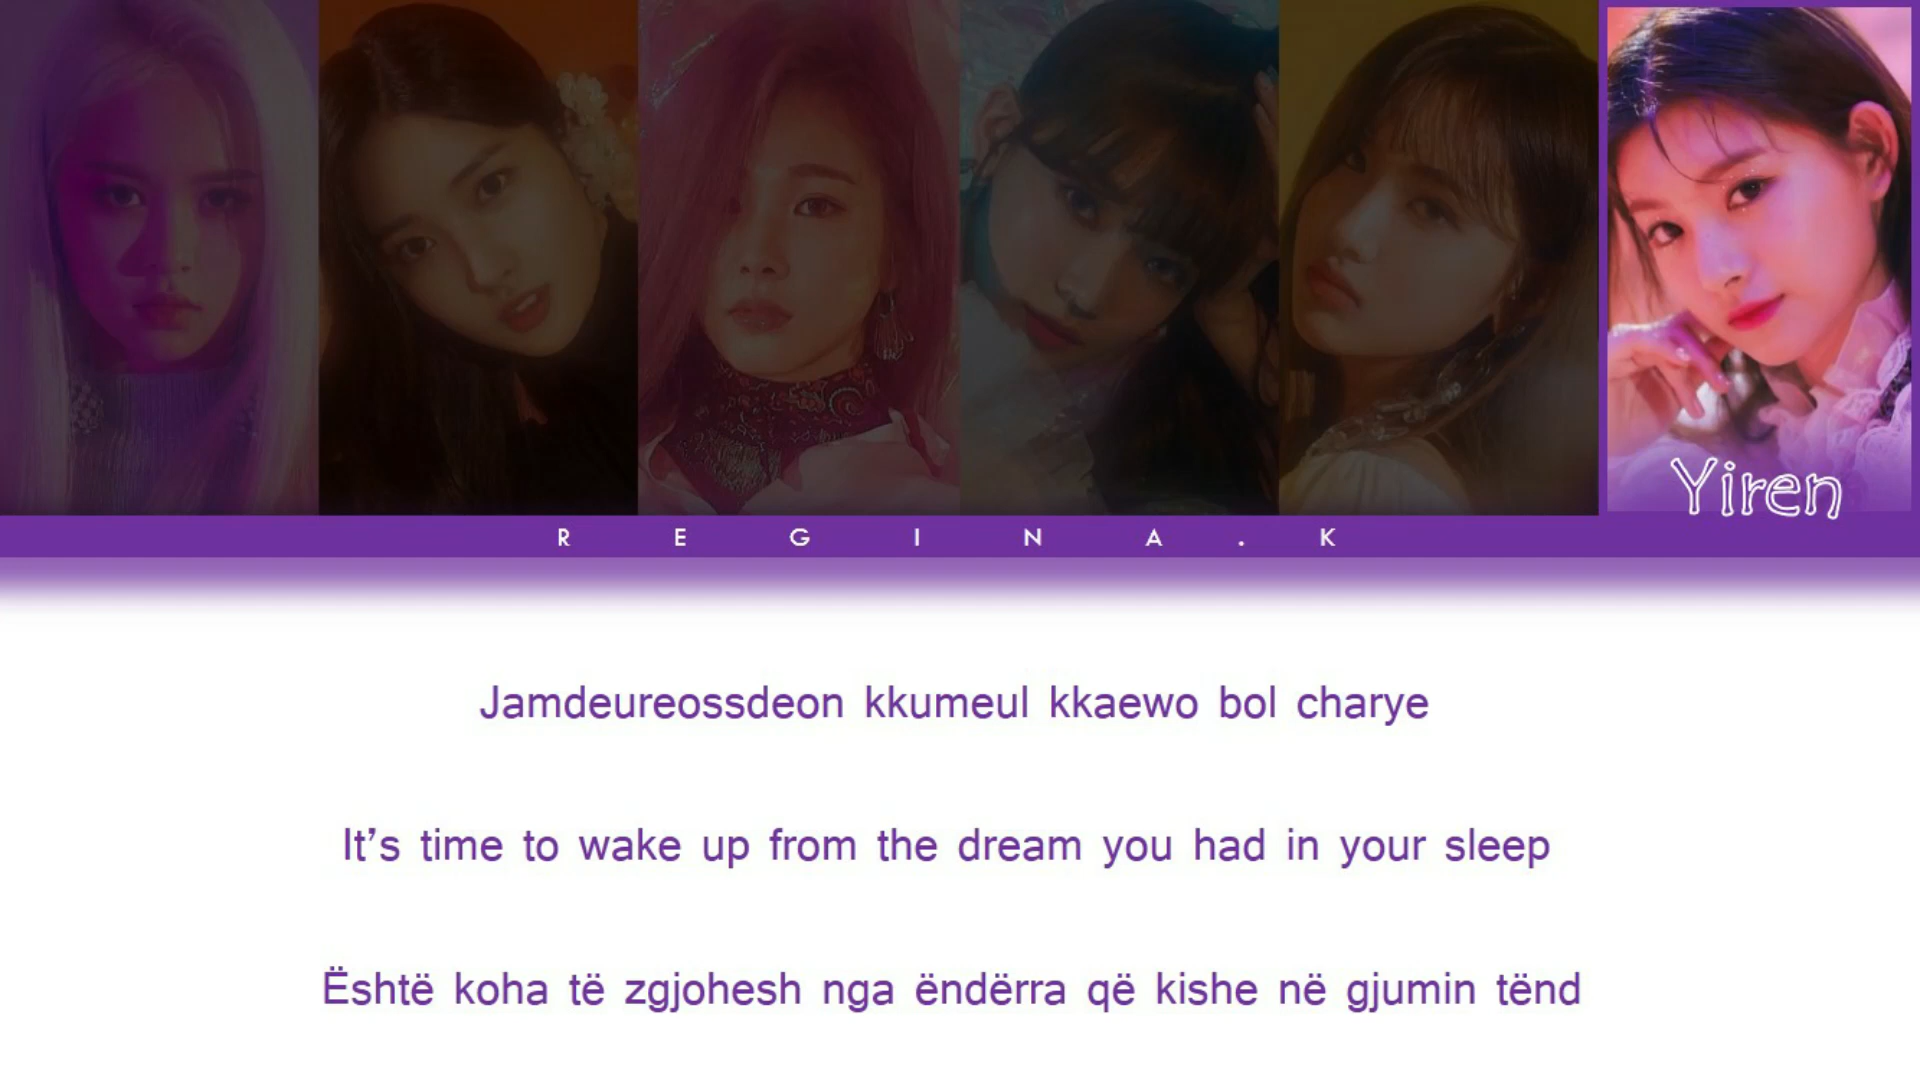 Yiren
REGINA.K
Jamdeureossdeon kkumeul kkaewo bol charye
It’s time to wake up from the dream you had in your sleep
Është koha të zgjohesh nga ëndërra që kishe në gjumin tënd